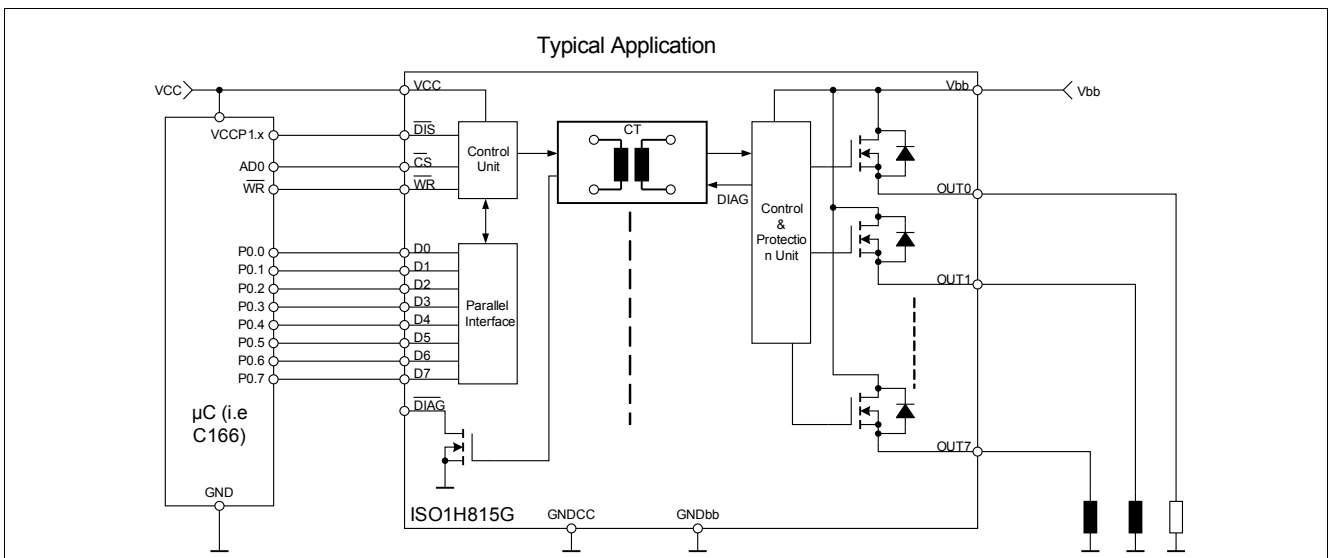 Typical Application
VCC
VCC
Vbb
Vbb
VCCP1.x
DIS
Control
Unit
CT
AD0
CS
WR
WR
DIAG
OUT0
Control
&
Protectio
n Unit
P0.0
D0
P0.1
D1
P0.2
D2
P0.3
D3
P0.4
D4
P0.5
D5
P0.6
D6
P0.7
D7
Parallel
Interface
OUT1
DIAG
µC (i.e
C166)
OUT7
GND
ISO1H815G
GNDCC
GNDbb